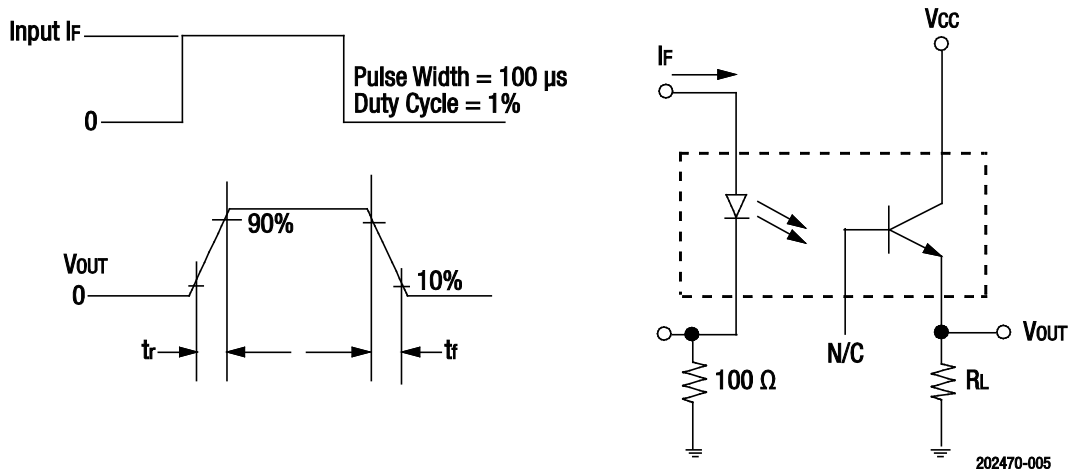 Input IF
0
Pulse Width = 100 µs
Duty Cycle = 1%
90%
VOUT
0
10%
tr
tf
VCC
IF
N/C
VOUT
100 Ω
RL
202470-005